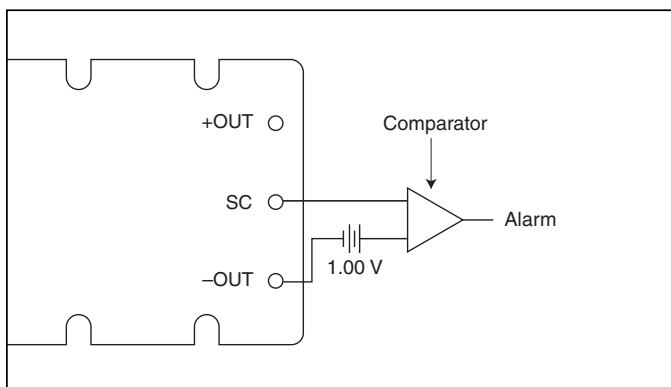 +OUT
Comparator
SC
Alarm
–OUT
1.00 V